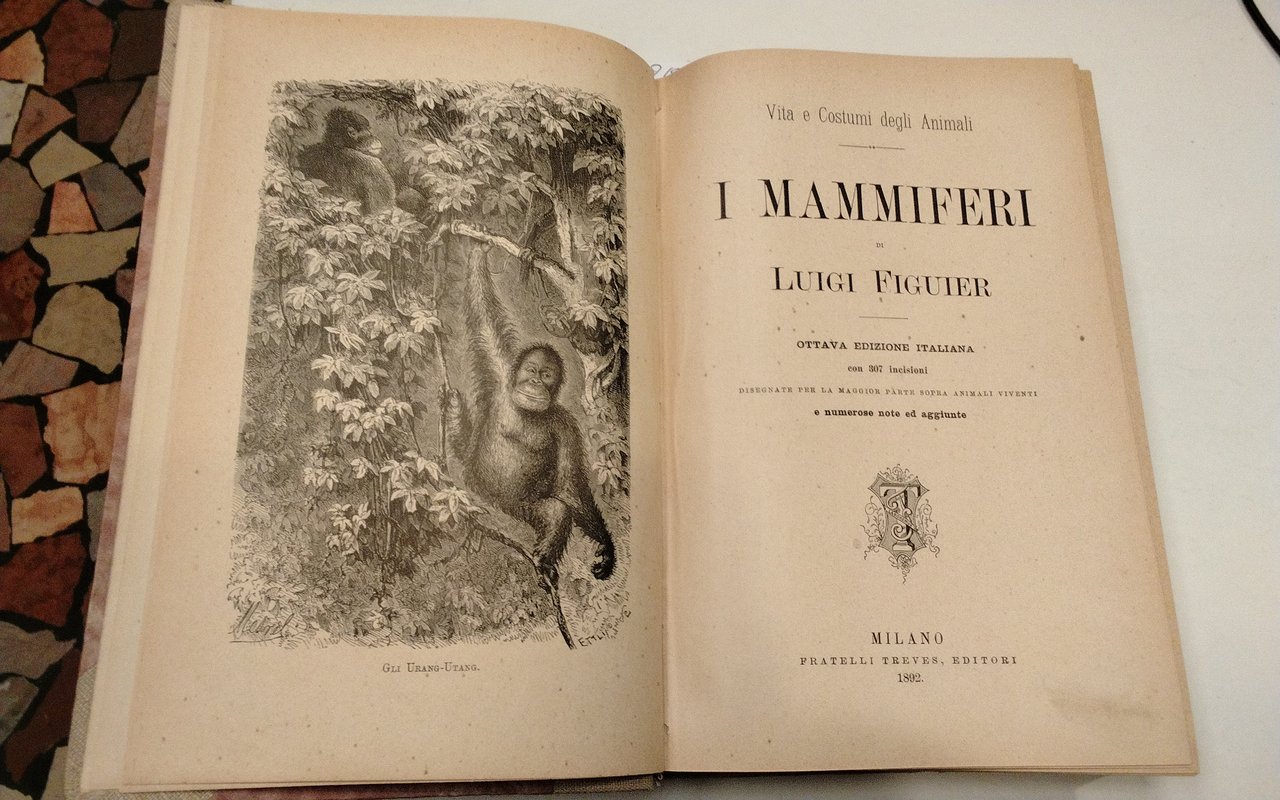 Gli Urang-Utang.
Vita e Costumi degli Animali
I MAMMIFERI
DI
LUIGI FIGUIER
OTTAVA EDIZIONE ITALIANA
con 307 incisioni
DISEGNATE PER LA MAGGIOR PARTE SOPRA ANIMALI VIVENTI
e numerose note ed aggiunte
MILANO
FRATELLI TREVES, EDITORI
1892.